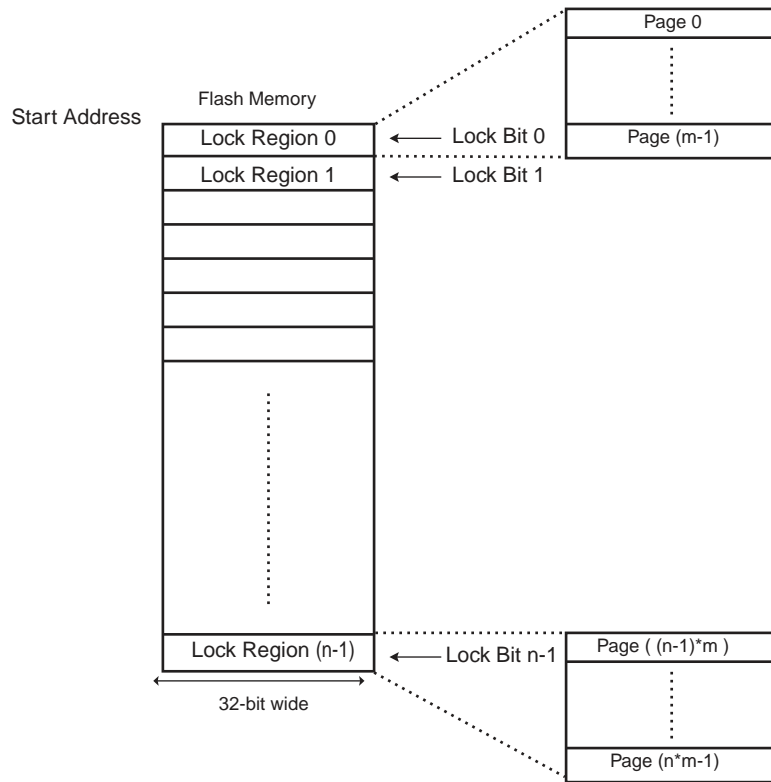 Page 0
Flash Memory
Start Address
Lock Region 0
Lock Bit 0
Page (m-1)
Lock Region 1
Lock Bit 1
Lock Region (n-1)
Lock Bit n-1
Page ( (n-1)*m )
32-bit wide
Page (n*m-1)